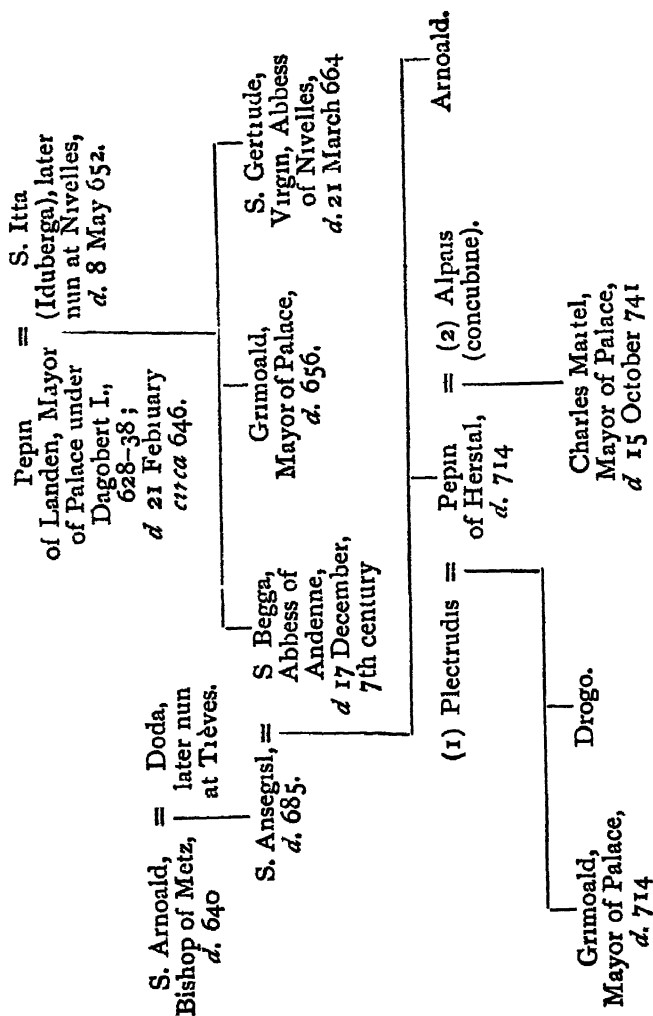 Pepin
of Landen, Mayor
of Palace under
Dagobert I.,
628–38;
d 21 February
circa 646.
=
S. Itta
(Iduberga), later
nun at Nivelles,
d. 8 May 652.
S. Arnoald,
Bishop of Metz,
d. 640
=
Doda,
later nun
at Trèves.
S. Ansegisl, =
d. 685.
S Begga,
Abbess of
Andenne,
d 17 December,
7th century
Grimoald,
Mayor of Palace,
d. 656.
S. Gertrude,
Virgin, Abbess
of Nivelles,
d. 21 March 664
(1) Plectrudis =
Pepin
of Herstal,
d. 714
= (2) Alpais
(concubine).
Arnoald.
Grimoald,
Mayor of Palace,
d. 714
Drogo.
Charles Martel,
Mayor of Palace,
d 15 October 741